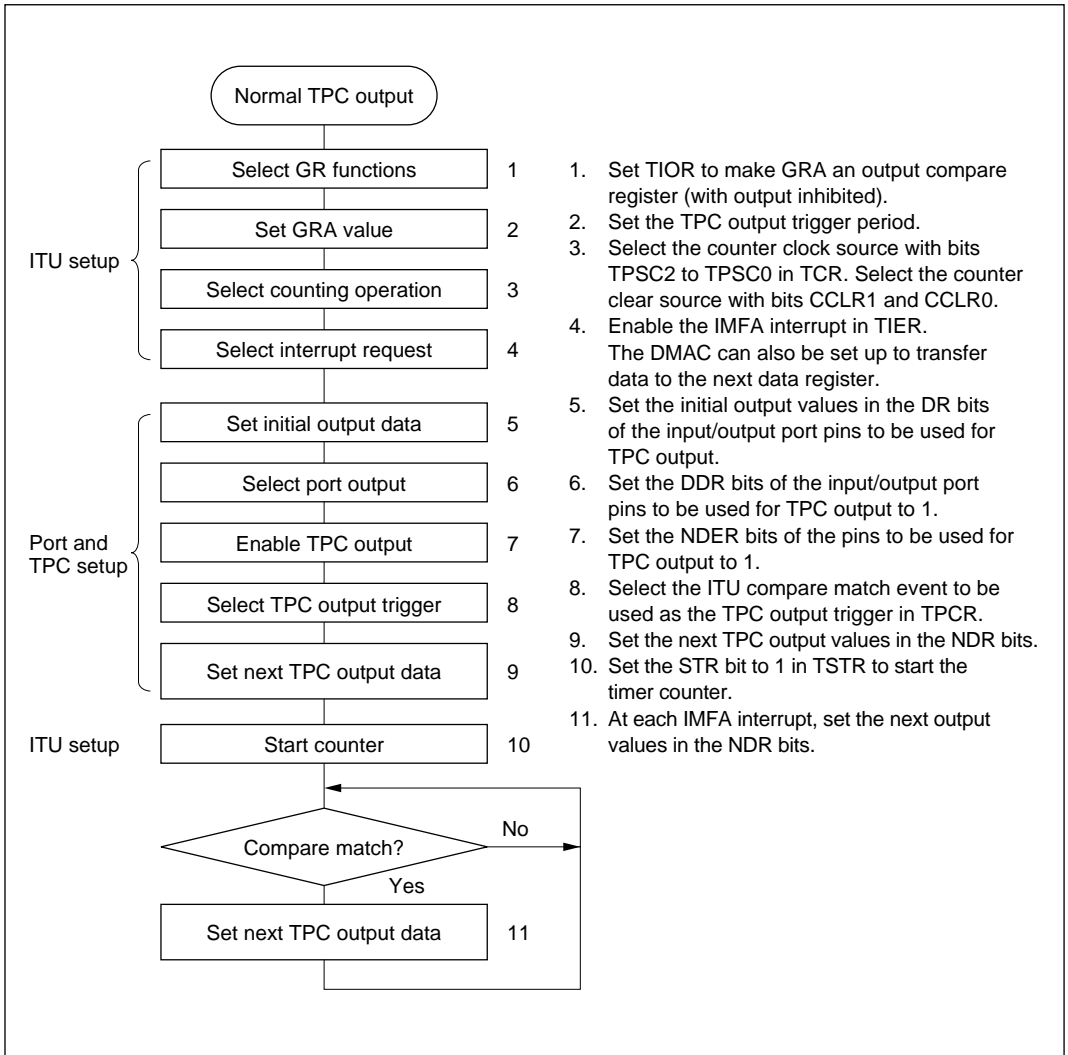 Normal TPC output
Select GR functions 1
Set GRA value 2
ITU setup
Select counting operation 3
Select interrupt request 4
Set initial output data 5
Select port output 6
Port and
TPC setup
Enable TPC output 7
Select TPC output trigger 8
Set next TPC output data 9
ITU setup
Start counter 10
Compare match?
No
Yes
Set next TPC output data 11
1. Set TIOR to make GRA an output compare
register (with output inhibited).
2. Set the TPC output trigger period.
3. Select the counter clock source with bits
TPSC2 to TPSC0 in TCR. Select the counter
clear source with bits CCLR1 and CCLR0.
4. Enable the IMFA interrupt in TIER.
The DMAC can also be set up to transfer
data to the next data register.
5. Set the initial output values in the DR bits
of the input/output port pins to be used for
TPC output.
6. Set the DDR bits of the input/output port
pins to be used for TPC output to 1.
7. Set the NDER bits of the pins to be used for
TPC output to 1.
8. Select the ITU compare match event to be
used as the TPC output trigger in TPCR.
9. Set the next TPC output values in the NDR bits.
10. Set the STR bit to 1 in TSTR to start the
timer counter.
11. At each IMFA interrupt, set the next output
values in the NDR bits.